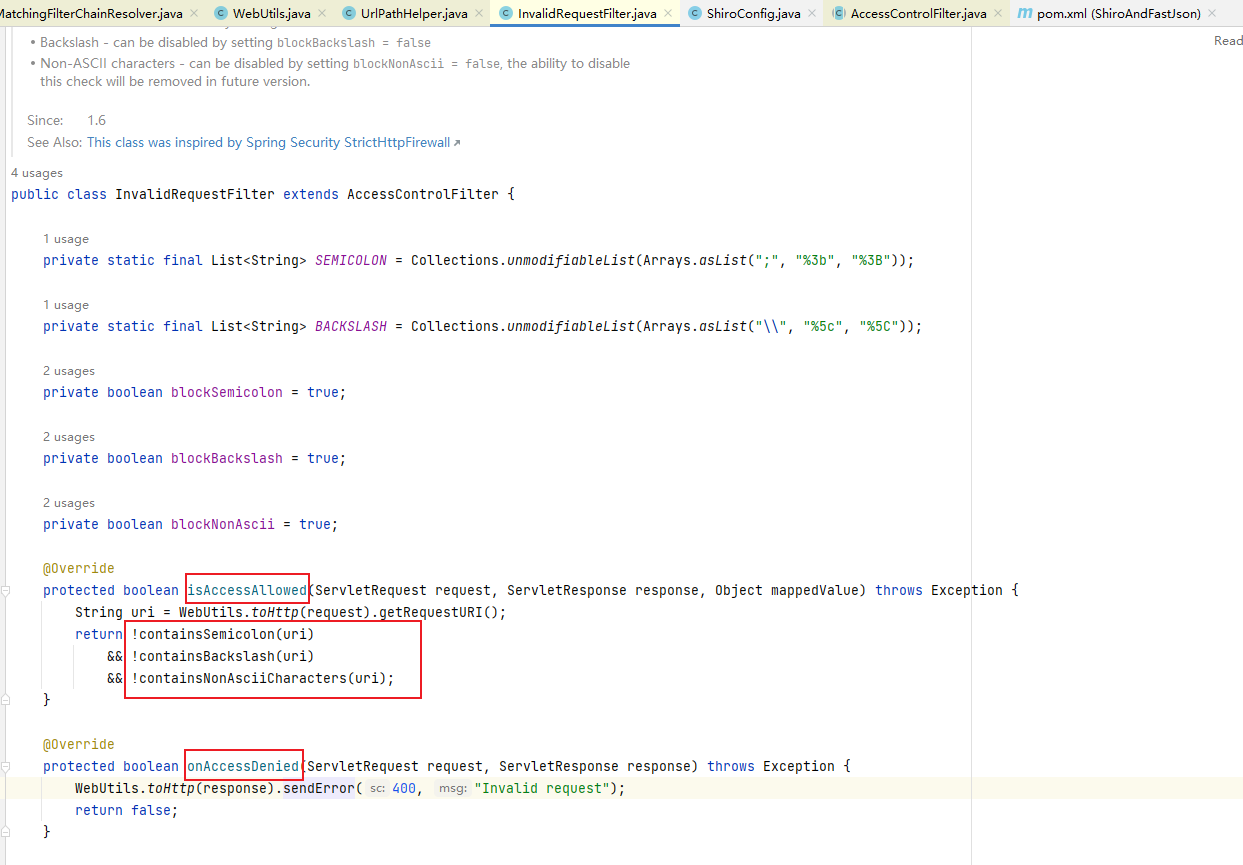 MatchingFilterChainResolver.java × WebUtils.java × UrlPathHelper.java × InvalidRequestFilter.java × ShiroConfig.java × AccessControlFilter.java × pom.xml (ShiroAndFastJson) ×
• Backslash - can be disabled by setting blockBackslash = false
Read
• Non-ASCII characters - can be disabled by setting blockNonAscii = false, the ability to disable
this check will be removed in future version.
Since: 1.6
See Also: This class was inspired by Spring Security StrictHttpFirewall
4 usages
public class InvalidRequestFilter extends AccessControlFilter {
1 usage
private static final List<String> SEMICOLON = Collections.unmodifiableList(Arrays.asList(";", "%3b", "%3B"));
1 usage
private static final List<String> BACKSLASH = Collections.unmodifiableList(Arrays.asList("\\", "%5c", "%5C"));
2 usages
private boolean blockSemicolon = true;
2 usages
private boolean blockBackslash = true;
2 usages
private boolean blockNonAscii = true;
@Override
protected boolean isAccessAllowed(ServletRequest request, ServletResponse response, Object mappedValue) throws Exception {
String uri = WebUtils.toHttp(request).getRequestURI();
return !containsSemicolon(uri)
&& !containsBackslash(uri)
&& !containsNonAsciiCharacters(uri);
}
@Override
protected boolean onAccessDenied(ServletRequest request, ServletResponse response) throws Exception {
WebUtils.toHttp(response).sendError( sc: 400, msg: "Invalid request");
return false;
}